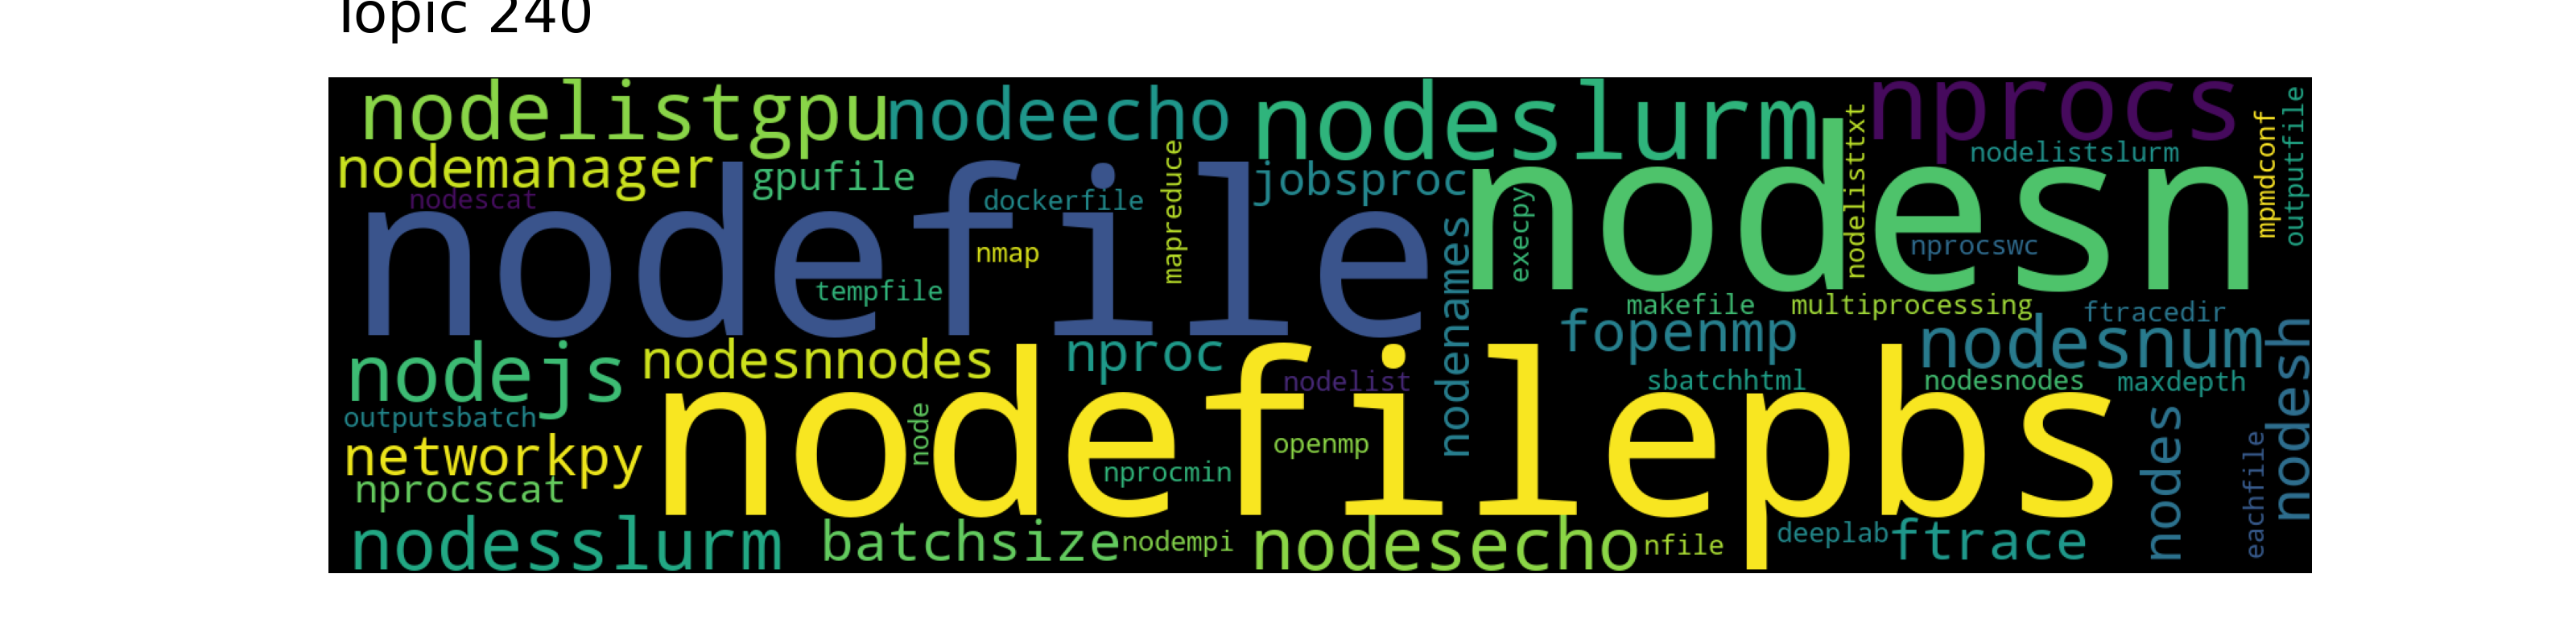 Topic 240
nodelistgpu nodeecho nodeslurm nprocs
nodemanager gpufile mapreduce jobsproc nodelisttxt nodelistslurm mpmdconf outputfile
nodescat dockerfile execpy
nodefile nodesn
nmap nprocswc
tempfile nodenames makefile multiprocessing ftracedir
nodejs nodesnnodes nproc fopenmp nodesnum nodesh
nodelist sbatchhtml nodesnodes maxdepth
outputsbatch node nodefilepbs nodes
networkpy openmp eachfile
nprocscat nprocmin
nodesslurm batchsize nodempi nodesecho nfile deeplab ftrace